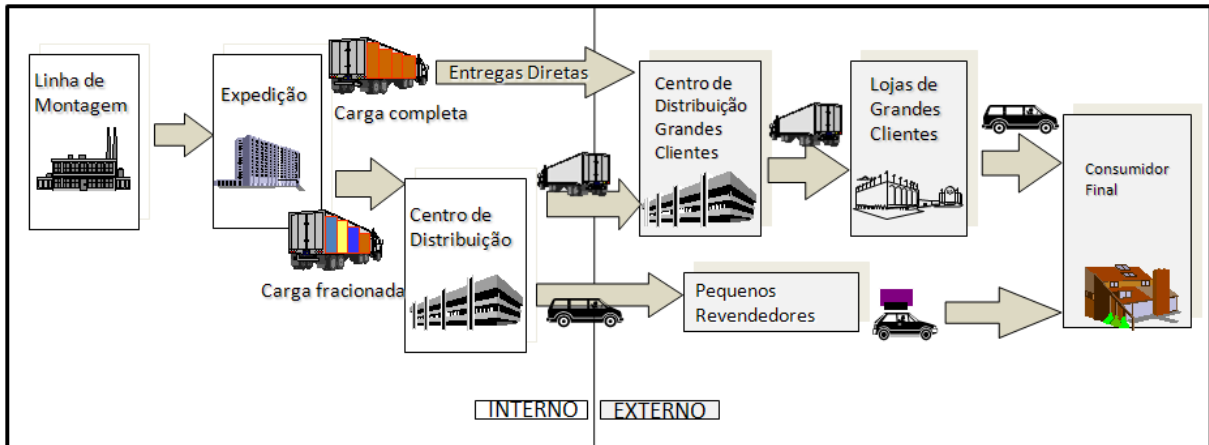 Linha de
Montagem
Expedição
Carga completa
Entregas Diretas
Centro de
Distribuição
Grandes
Clientes
Lojas de
Grandes
Clientes
Consumidor
Final
Centro de
Distribuição
Carga fracionada
Pequenos
Revendedores
INTERNO
EXTERNO